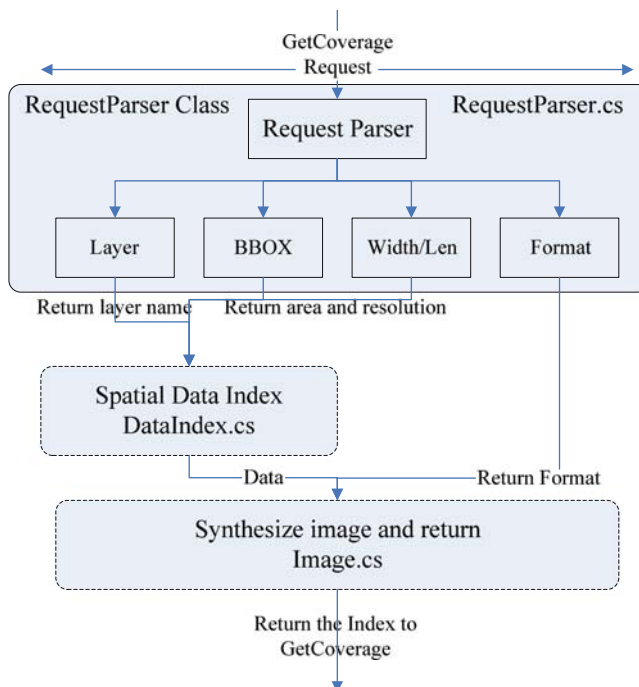 GetCoverage
Request
RequestParser Class
RequestParser.cs
Request Parser
Layer
BBOX
Width/Len
Format
Return layer name
Return area and resolution
Spatial Data Index
DataIndex.cs
Data
Return Format
Synthesize image and return
Image.cs
Return the Index to
GetCoverage